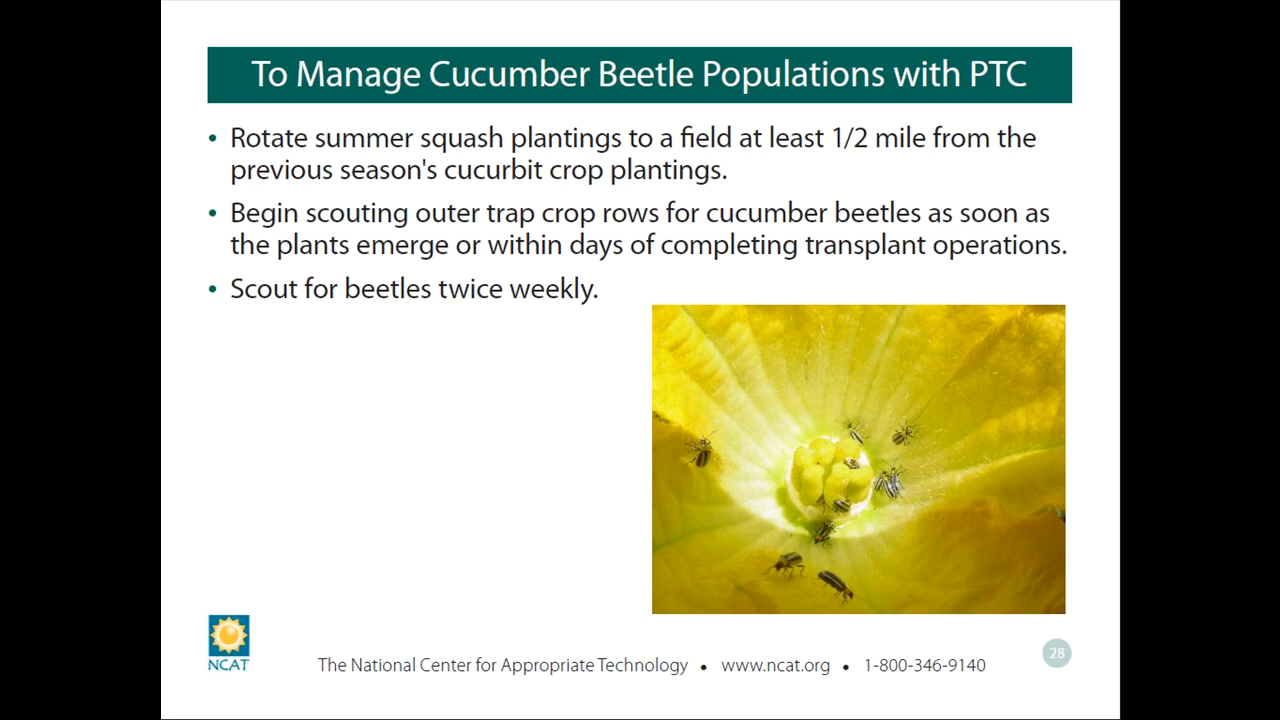 To Manage Cucumber Beetle Populations with PTC
• Rotate summer squash plantings to a field at least 1/2 mile from the
previous season's cucurbit crop plantings.
• Begin scouting outer trap crop rows for cucumber beetles as soon as
the plants emerge or within days of completing transplant operations.
• Scout for beetles twice weekly.
NCAT
The National Center for Appropriate Technology • www.ncat.org • 1-800-346-9140
28